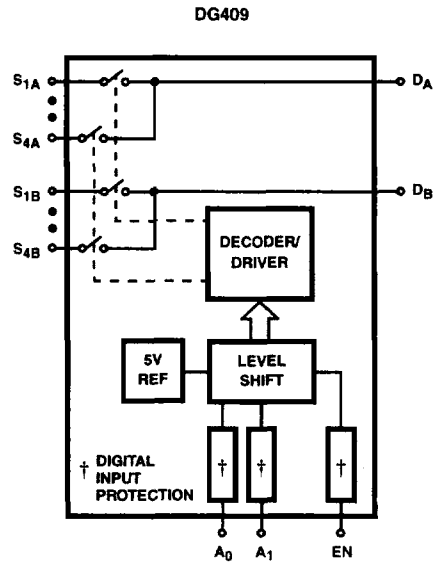 DG409
S1A
DA
S4A
S1B
DB
S4B
DECODER/
DRIVER
5V
REF
LEVEL
SHIFT
† DIGITAL
INPUT
PROTECTION
†
†
†
A0
A1
EN